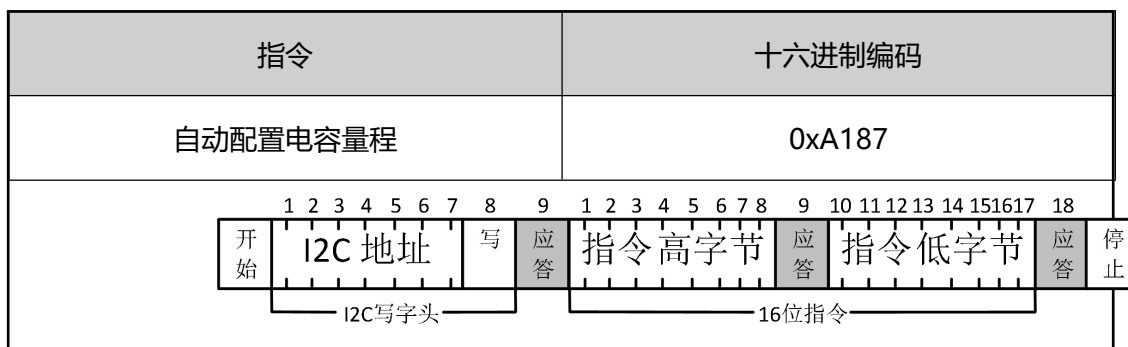 指令 十六进制编码
自动配置电容量程 0xA187
1 2 3 4 5 6 7 8 9 1 2 3 4 5 6 7 8 9 10 11 12 13 14 15 16 17 18
开始 I2C 地址 写 应答 指令高字节 应答 指令低字节 应答 停止
I2C写字头 16位指令